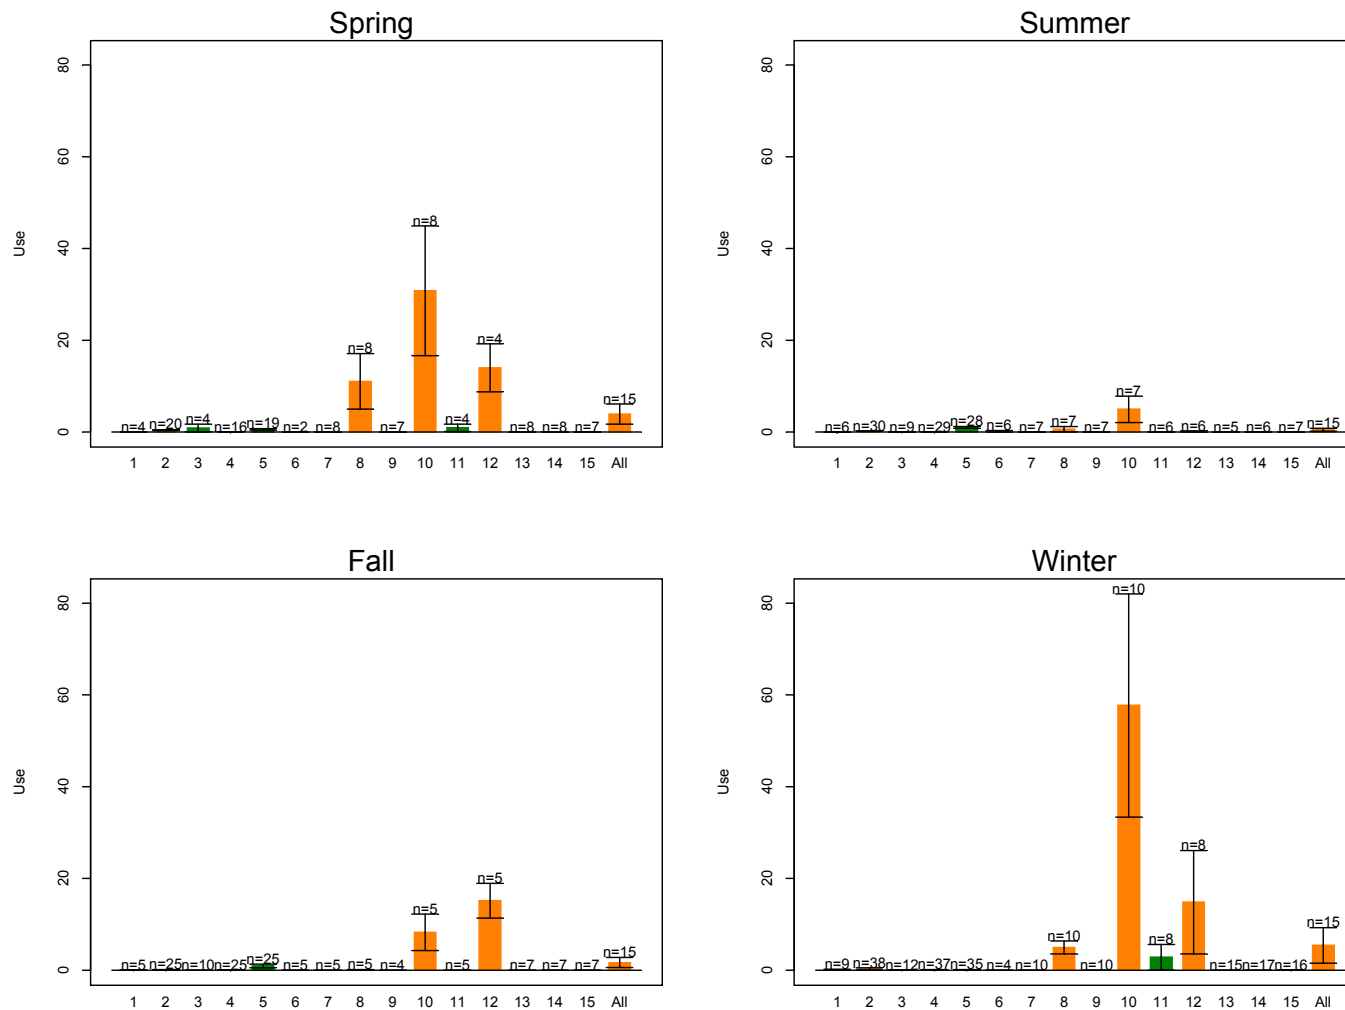 Spring
80
60
40
20
0
Use
n=4 n=20 n=4 n=16 n=19 n=2 n=8 n=8 n=7 n=8 n=4 n=4 n=8 n=8 n=7 n=15
1 2 3 4 5 6 7 8 9 10 11 12 13 14 15 All
Summer
80
60
40
20
0
Use
n=6 n=30 n=9 n=29 n=28 n=6 n=7 n=7 n=7 n=7 n=6 n=6 n=5 n=6 n=7 n=15
1 2 3 4 5 6 7 8 9 10 11 12 13 14 15 All
Fall
80
60
40
20
0
Use
n=5 n=25 n=10 n=25 n=25 n=5 n=5 n=5 n=4 n=5 n=5 n=5 n=7 n=7 n=7 n=15
1 2 3 4 5 6 7 8 9 10 11 12 13 14 15 All
Winter
80
60
40
20
0
Use
n=9 n=38 n=12 n=37 n=35 n=4 n=10 n=10 n=10 n=10 n=8 n=8 n=15 n=17 n=16 n=15
1 2 3 4 5 6 7 8 9 10 11 12 13 14 15 All